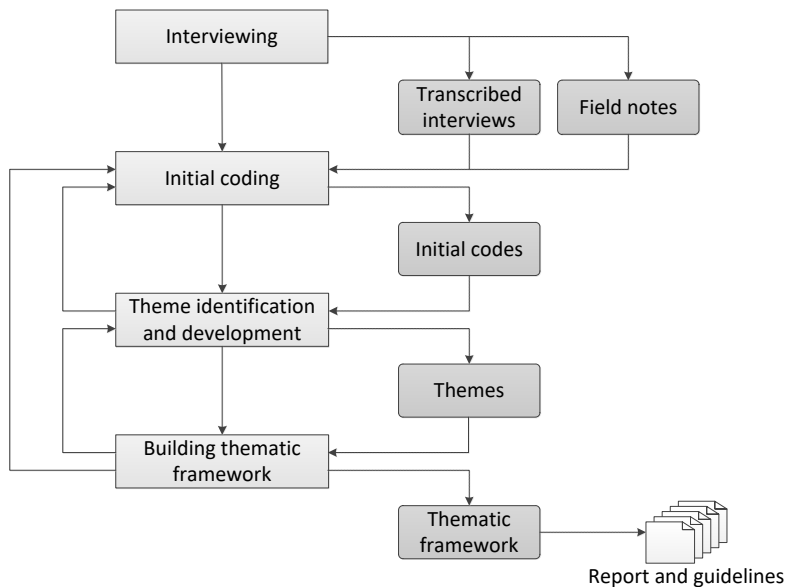 Interviewing
Transcribed
interviews
Field notes
Initial coding
Initial codes
Theme identification
and development
Themes
Building thematic
framework
Thematic
framework
Report and guidelines